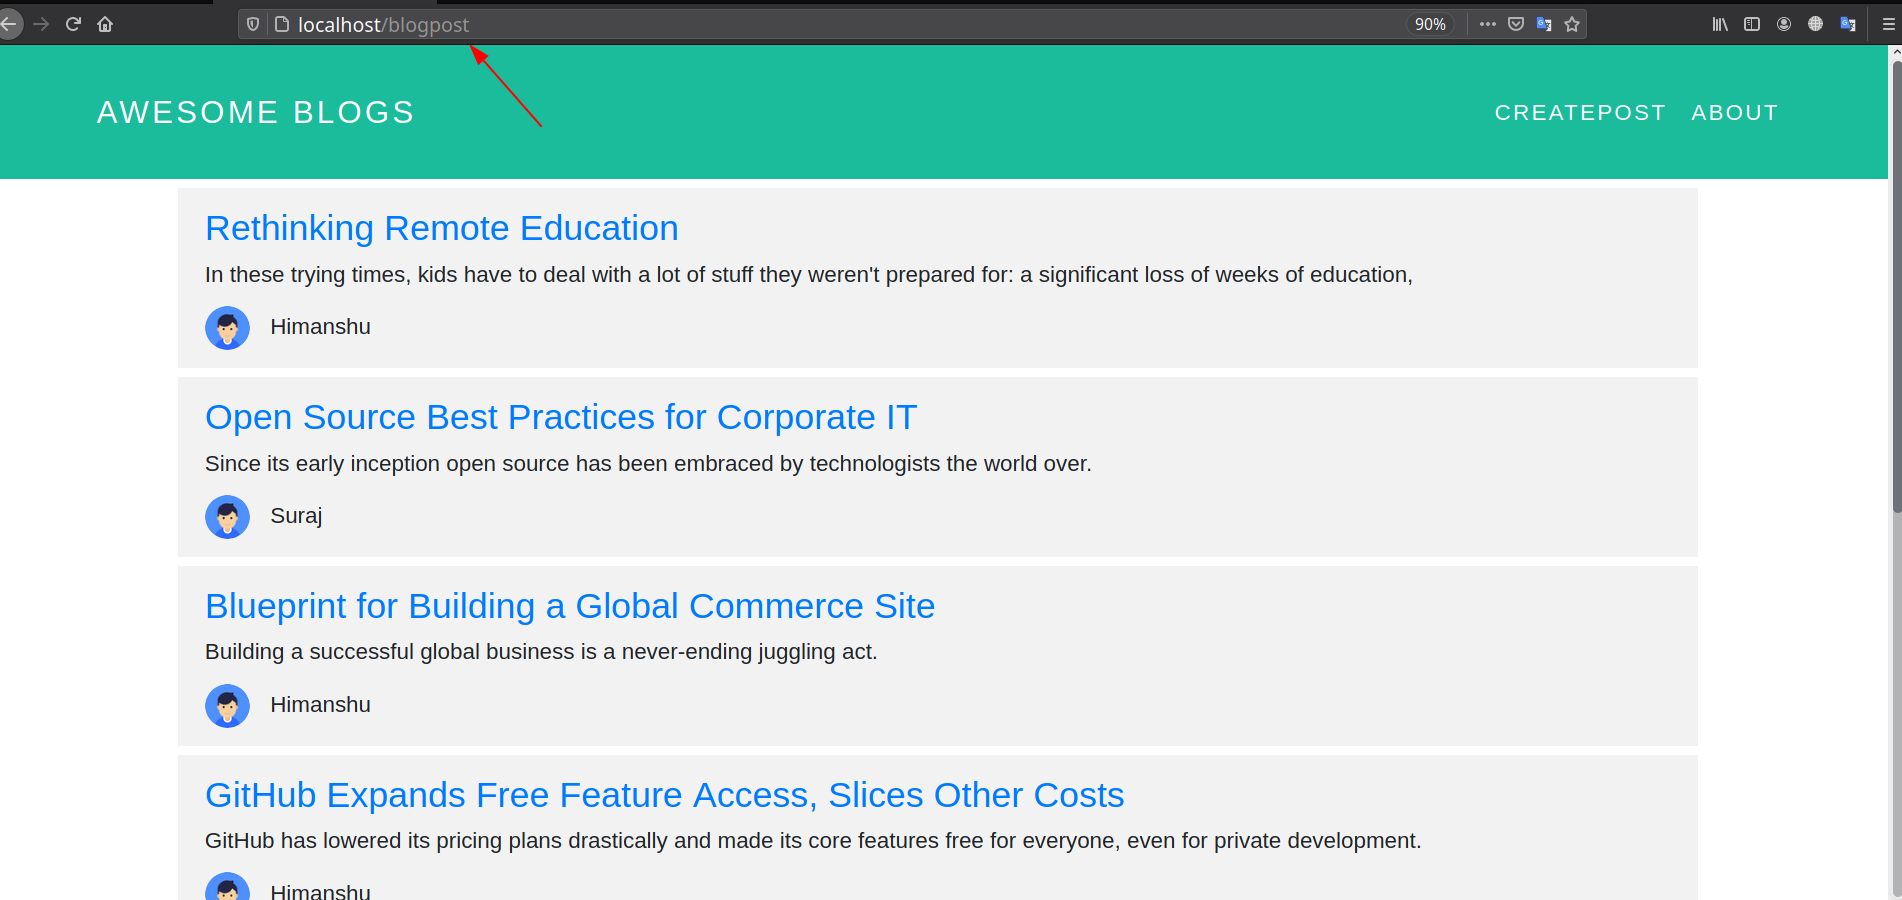 localhost/blogpost
90%
AWESOME BLOGS
CREATEPOST ABOUT
Rethinking Remote Education
In these trying times, kids have to deal with a lot of stuff they weren't prepared for: a significant loss of weeks of education,
Himanshu
Open Source Best Practices for Corporate IT
Since its early inception open source has been embraced by technologists the world over.
Suraj
Blueprint for Building a Global Commerce Site
Building a successful global business is a never-ending juggling act.
Himanshu
GitHub Expands Free Feature Access, Slices Other Costs
GitHub has lowered its pricing plans drastically and made its core features free for everyone, even for private development.
Himanshu